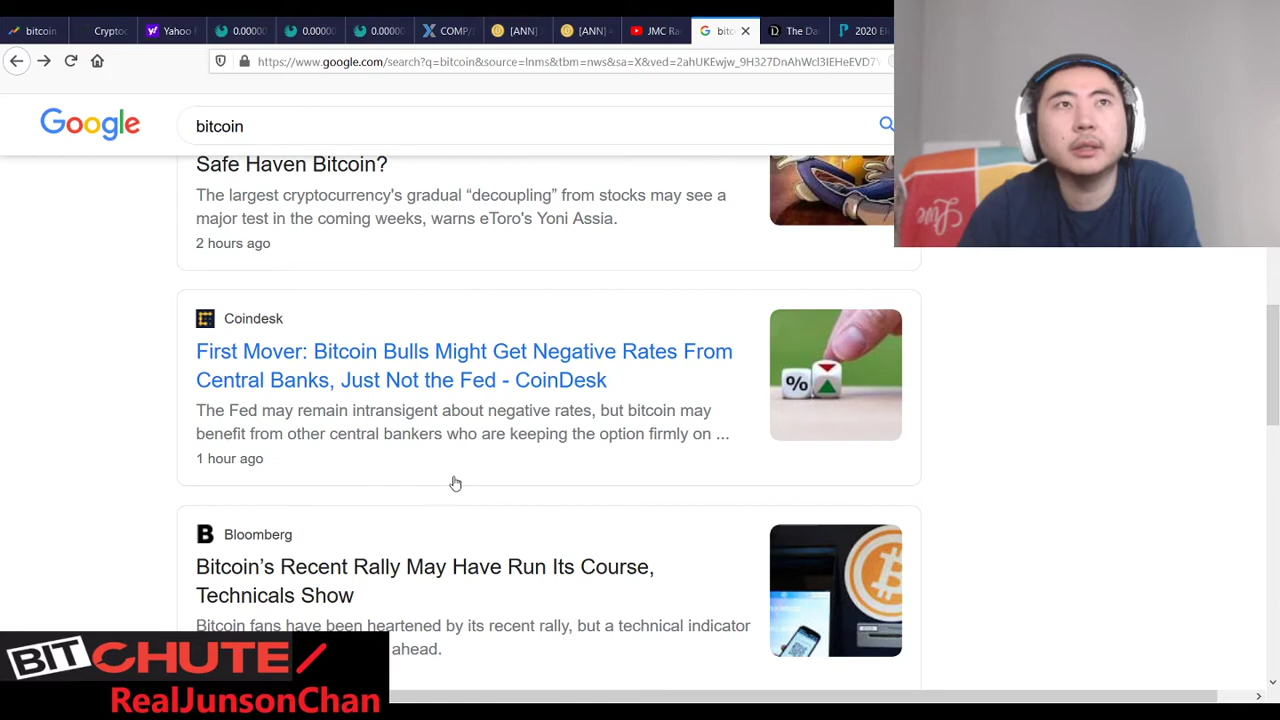 bitcoin
Cryptoc
Yahoo F
0.00000
0.00000
0.00000
COMP/
[ANN]
[ANN]
JMC Ra
bitc
The Da
2020 El
https://www.google.com/search?q=bitcoin&source=lnms&tbm=nws&sa=X&ved=2ahUKEwjw_9H327DnAhWcl3IEHeEVD7Y
Google
bitcoin
Safe Haven Bitcoin?
The largest cryptocurrency's gradual “decoupling” from stocks may see a
major test in the coming weeks, warns eToro's Yoni Assia.
2 hours ago
Coindesk
First Mover: Bitcoin Bulls Might Get Negative Rates From
Central Banks, Just Not the Fed - CoinDesk
The Fed may remain intransigent about negative rates, but bitcoin may
benefit from other central bankers who are keeping the option firmly on ...
1 hour ago
%
B Bloomberg
Bitcoin’s Recent Rally May Have Run Its Course,
Technicals Show
Bitcoin fans have been heartened by its recent rally, but a technical indicator
ahead.
BITCHUTE/
RealJunsonChan
Live